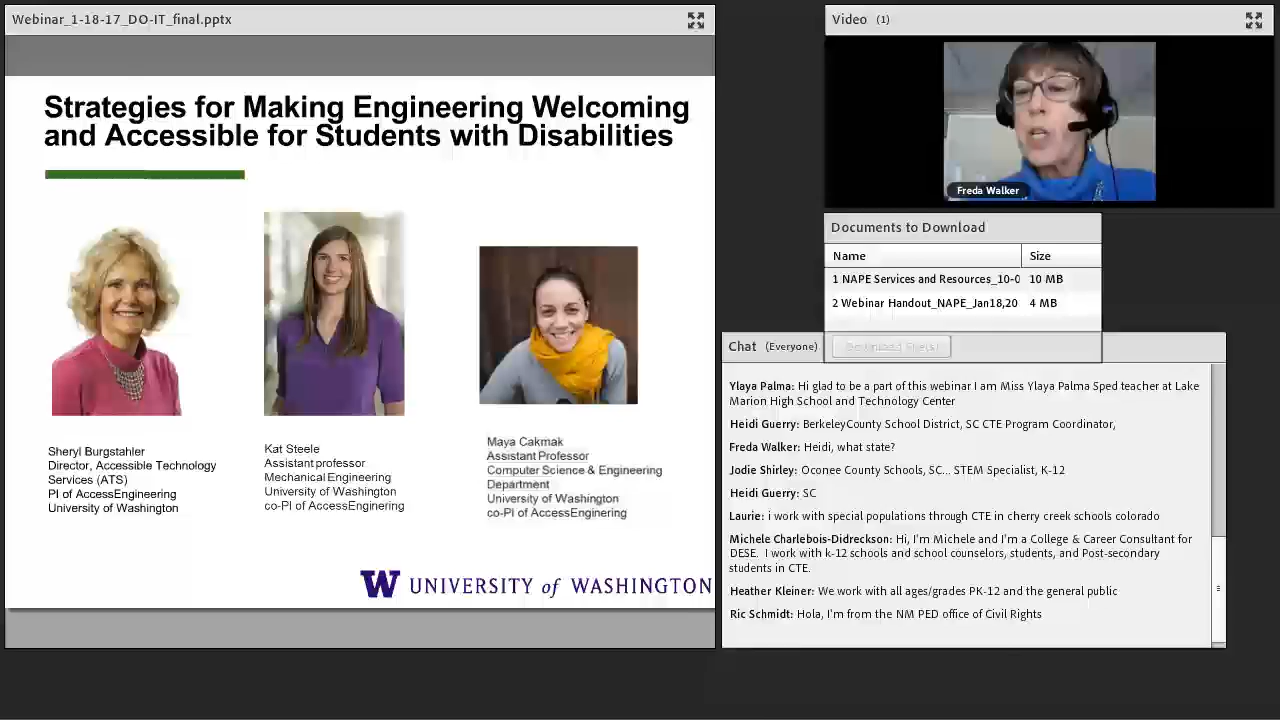 Webinar_1-18-17_DO-IT_final.pptx
Strategies for Making Engineering Welcoming
and Accessible for Students with Disabilities
Sheryl Burgstahler
Director, Accessible Technology
Services (ATS)
PI of AccessEngineering
University of Washington
Kat Steele
Assistant professor
Mechanical Engineering
University of Washington
co-PI of AccessEngineering
Maya Cakmak
Assistant Professor
Computer Science & Engineering
Department
University of Washington
co-PI of AccessEngineering
W UNIVERSITY of WASHINGTON
Video (1)
Freda Walker
Documents to Download
Name Size
1 NAPE Services and Resources_10-0 10 MB
2 Webinar Handout_NAPE_Jan18,20 4 MB
Chat (Everyone)
Ylaya Palma: Hi glad to be a part of this webinar I am Miss Ylaya Palma Sped teacher at Lake
Marion High School and Technology Center
Heidi Guerry: BerkeleyCounty School District, SC CTE Program Coordinator,
Freda Walker: Heidi, what state?
Jodie Shirley: Oconee County Schools, SC... STEM Specialist, K-12
Heidi Guerry: SC
Laurie: i work with special populations through CTE in cherry creek schools colorado
Michele Charlebois-Didreckson: Hi, I'm Michele and I'm a College & Career Consultant for
DESE. I work with k-12 schools and school counselors, students, and Post-secondary
students in CTE.
Heather Kleiner: We work with all ages/grades PK-12 and the general public
Ric Schmidt: Hola, I'm from the NM PED office of Civil Rights